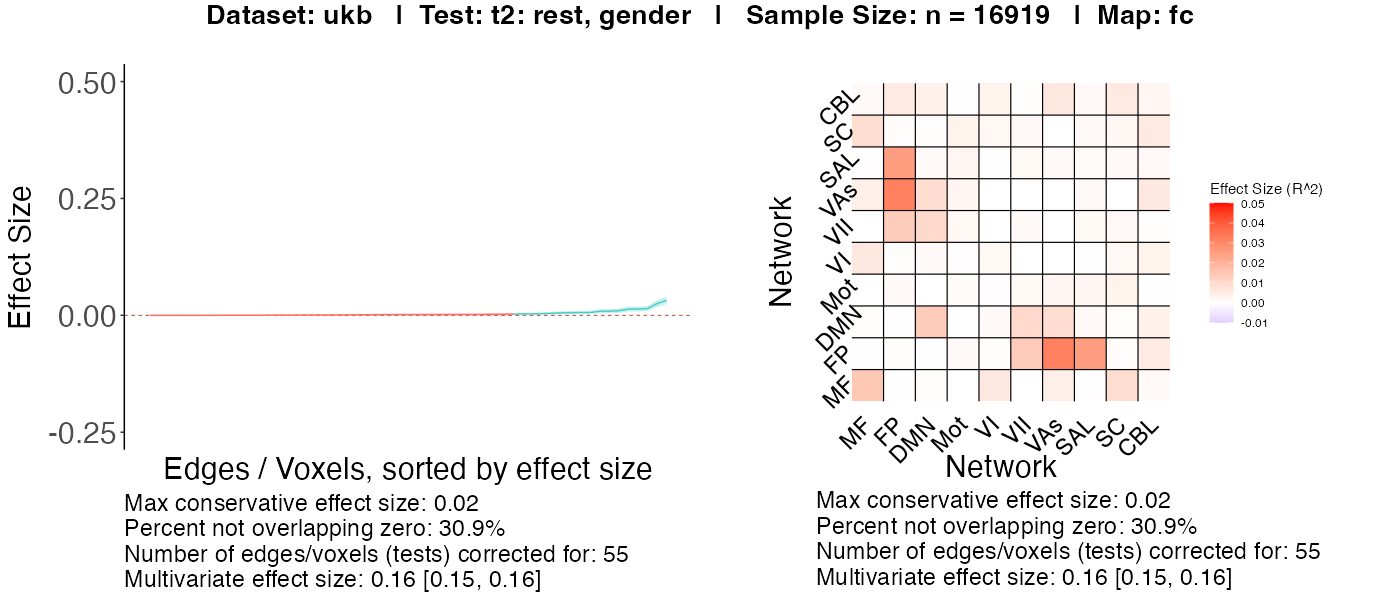 Dataset: ukb | Test: t2: rest, gender | Sample Size: n = 16919 | Map: fc
Effect Size
0.50
0.25
0.00
-0.25
Edges / Voxels, sorted by effect size
Max conservative effect size: 0.02
Percent not overlapping zero: 30.9%
Number of edges/voxels (tests) corrected for: 55
Multivariate effect size: 0.16 [0.15, 0.16]
Network
CBL
SC
SAL
VAs
VII
VI
Mot
DMN
FP
MF
MF
FP
DMN
Mot
VI
VII
VAs
SAL
SC
CBL
Network
Effect Size (R^2)
0.05
0.04
0.03
0.02
0.01
0.00
-0.01
Max conservative effect size: 0.02
Percent not overlapping zero: 30.9%
Number of edges/voxels (tests) corrected for: 55
Multivariate effect size: 0.16 [0.15, 0.16]